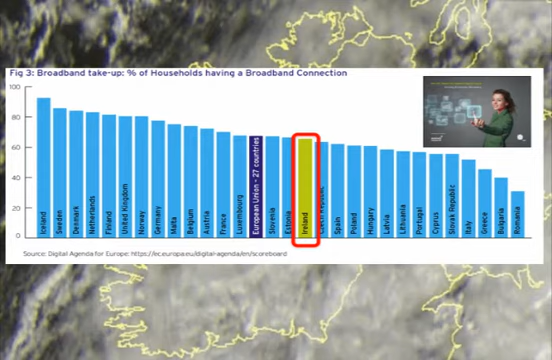 Fig 3: Broadband take-up: % of Households having a Broadband Connection
100
80
60
40
20
0
Iceland
Sweden
Denmark
Netherlands
Finland
United Kingdom
Norway
Germany
Malta
Belgium
Austria
France
Luxembourg
European Union - 27 countries
Slovenia
Estonia
Ireland
Czech Republic
Spain
Poland
Hungary
Latvia
Lithuania
Portugal
Cyprus
Slovak Republic
Italy
Greece
Bulgaria
Romania
Source: Digital Agenda for Europe: https://ec.europa.eu/digital-agenda/en/scoreboard